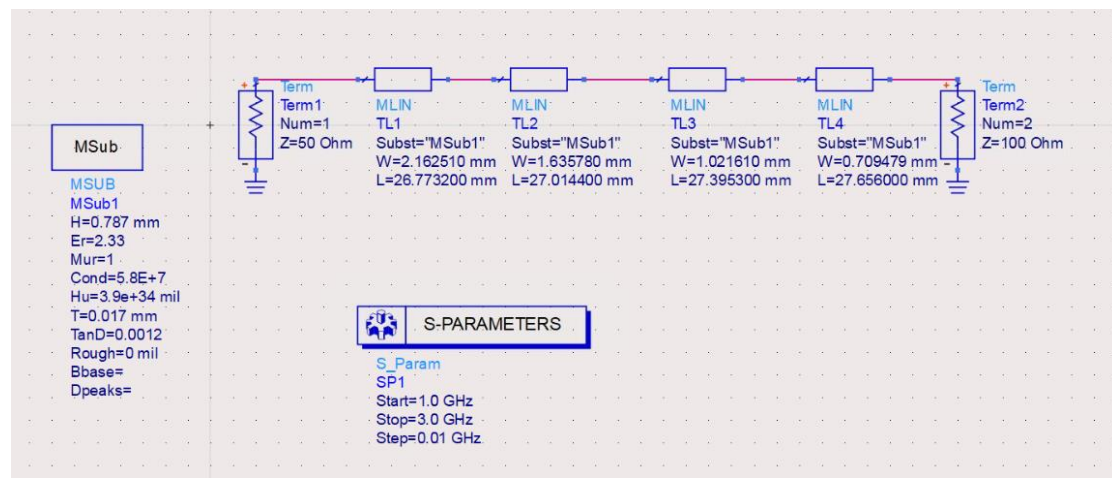 Term
Term1
Num=1
Z=50 Ohm
MLIN
TL1
Subst="MSub1"
W=2.162510 mm
L=26.773200 mm
MLIN
TL2
Subst="MSub1"
W=1.635780 mm
L=27.014400 mm
MLIN
TL3
Subst="MSub1"
W=1.021610 mm
L=27.395300 mm
MLIN
TL4
Subst="MSub1"
W=0.709479 mm
L=27.656000 mm
Term
Term2
Num=2
Z=100 Ohm
MSub
MSUB
MSub1
H=0.787 mm
Er=2.33
Mur=1
Cond=5.8E+7
Hu=3.9e+34 mil
T=0.017 mm
TanD=0.0012
Rough=0 mil
Bbase=
Dpeaks=
S-PARAMETERS
S_Param
SP1
Start=1.0 GHz
Stop=3.0 GHz
Step=0.01 GHz